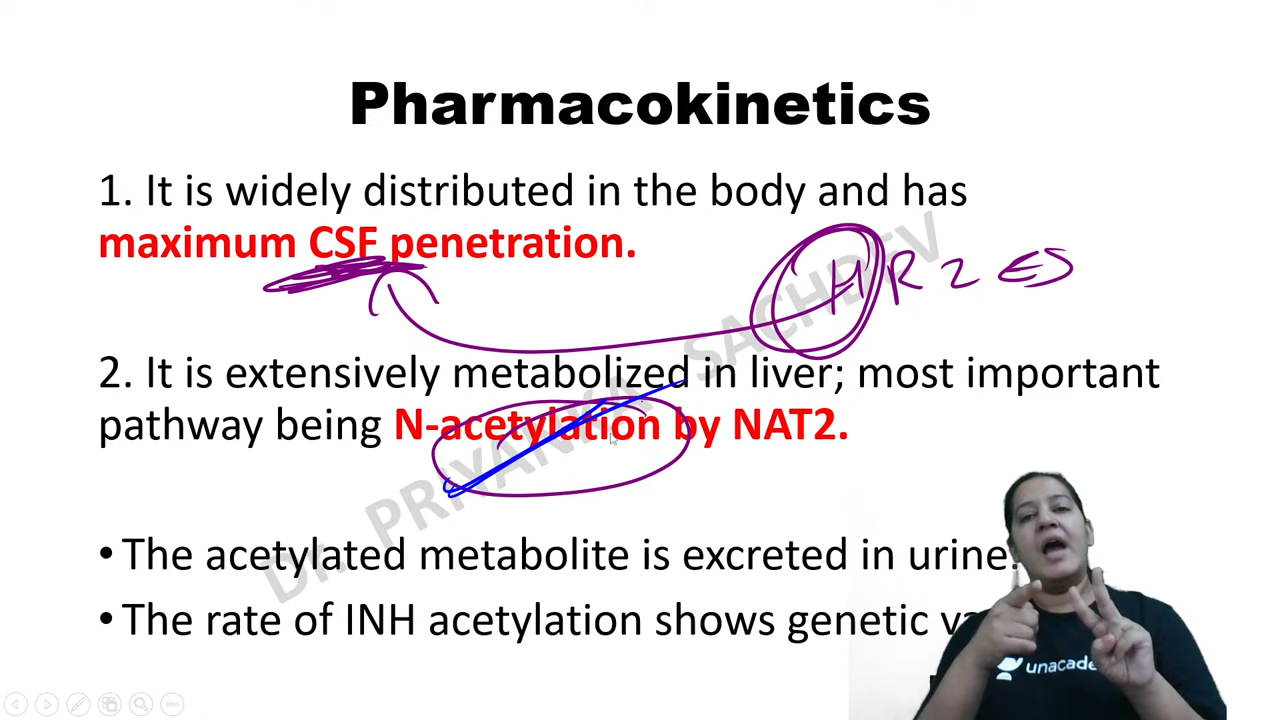 Pharmacokinetics
1. It is widely distributed in the body and has
maximum CSF penetration.
H R Z E S
2. It is extensively metabolized in liver; most important
pathway being N-acetylation by NAT2.
• The acetylated metabolite is excreted in urine.
• The rate of INH acetylation shows genetic va
Dr. PRIYANKA SACHDEV
unacade